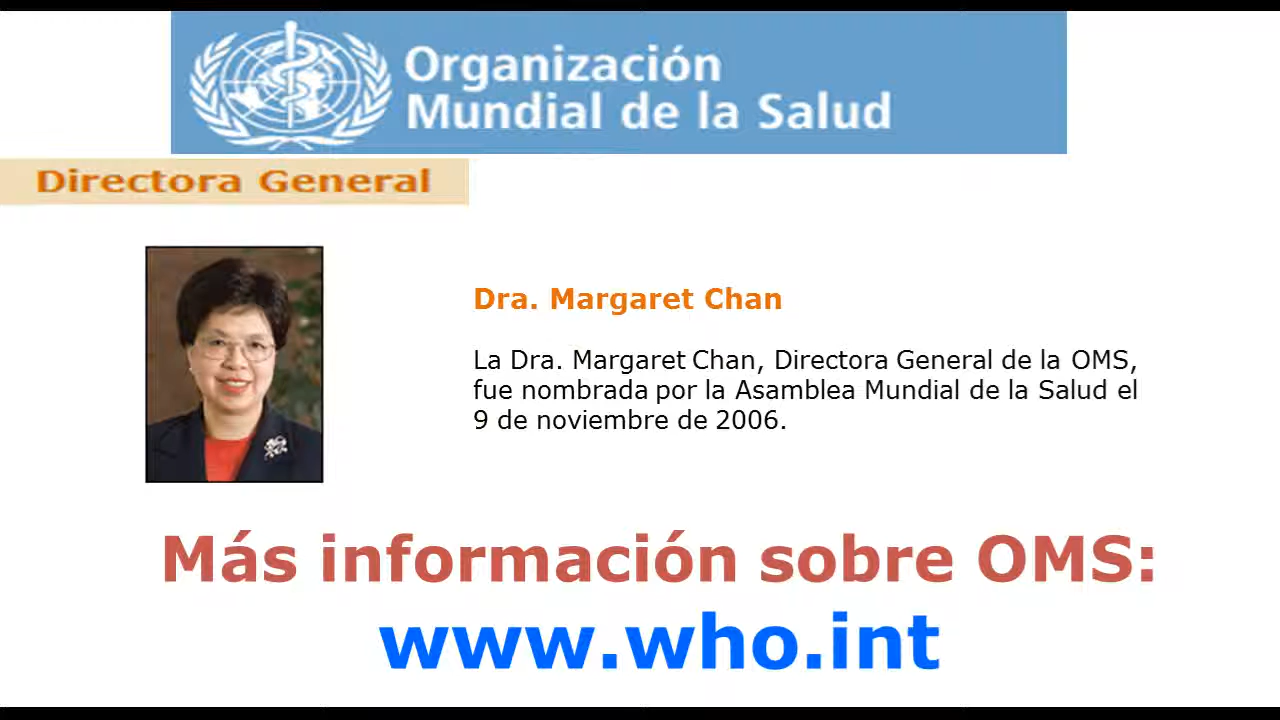 Organización
Mundial de la Salud
Directora General
Dra. Margaret Chan
La Dra. Margaret Chan, Directora General de la OMS,
fue nombrada por la Asamblea Mundial de la Salud el
9 de noviembre de 2006.
Más información sobre OMS:
www.who.int